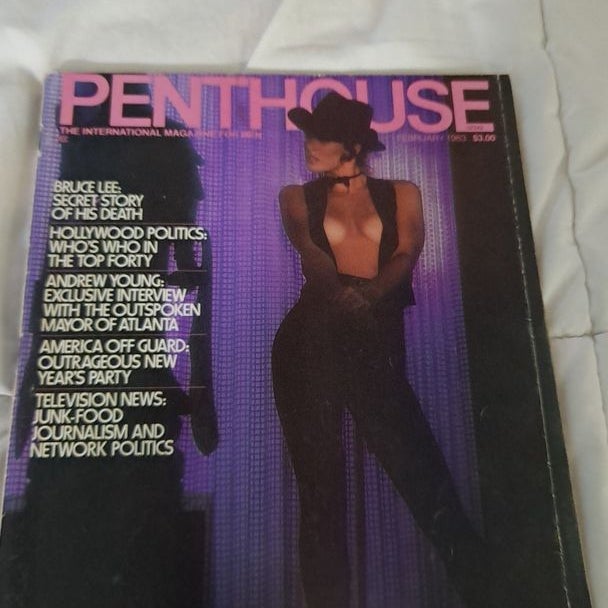 PENTHOUSE
THE INTERNATIONAL MAGAZINE FOR MEN
FEBRUARY 1983 $3.00
BRUCE LEE:
SECRET STORY
OF HIS DEATH
HOLLYWOOD POLITICS:
WHO'S WHO IN
THE TOP FORTY
ANDREW YOUNG:
EXCLUSIVE INTERVIEW
WITH THE OUTSPOKEN
MAYOR OF ATLANTA
AMERICA OFF GUARD:
OUTRAGEOUS NEW
YEAR'S PARTY
TELEVISION NEWS:
JUNK-FOOD
JOURNALISM AND
NETWORK POLITICS